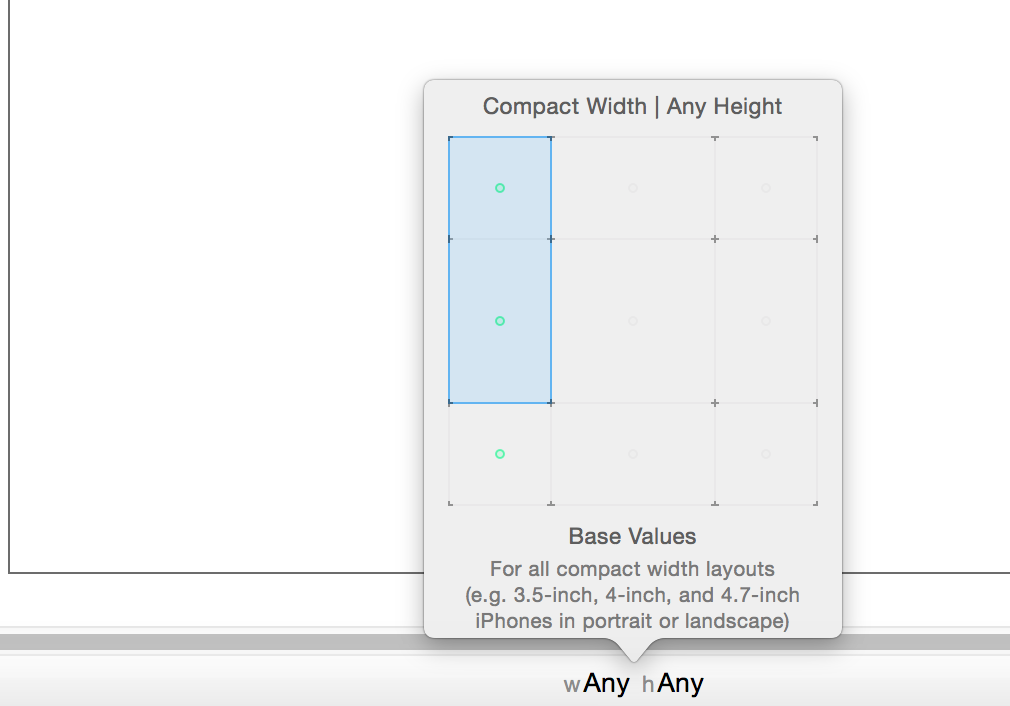 Compact Width | Any Height
Base Values
For all compact width layouts
(e.g. 3.5-inch, 4-inch, and 4.7-inch
iPhones in portrait or landscape)
wAny hAny